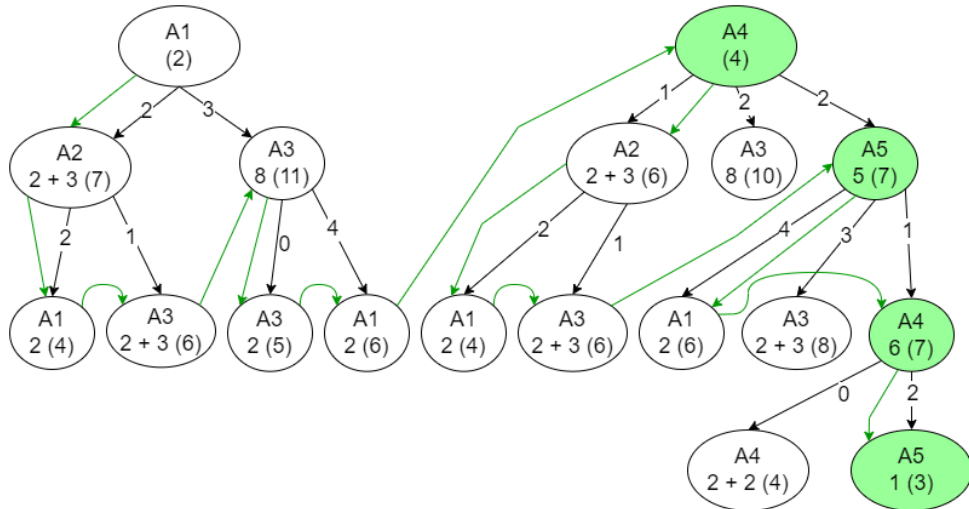 A1
(2)
A4
(4)
2
3
1
2
2
A2
2 + 3 (7)
A3
8 (11)
A2
2 + 3 (6)
A3
8 (10)
A5
5 (7)
2
1
0
4
2
1
4
3
1
A1
2 (4)
A3
2 + 3 (6)
A3
2 (5)
A1
2 (6)
A1
2 (4)
A3
2 + 3 (6)
A1
2 (6)
A3
2 + 3 (8)
A4
6 (7)
0
2
A4
2 + 2 (4)
A5
1 (3)